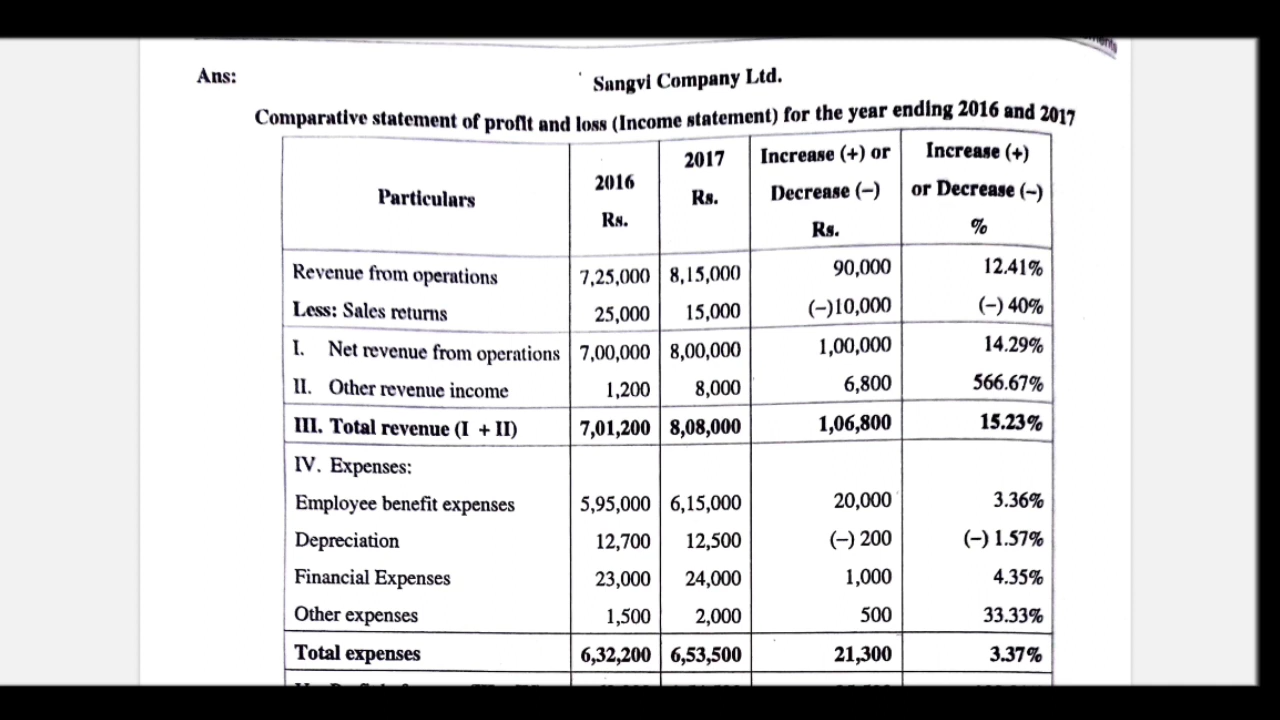 Ans:
Sangvi Company Ltd.
Comparative statement of profit and loss (Income statement) for the year ending 2016 and 2017
Particulars 2016 Rs. 2017 Rs. Increase (+) or Decrease (–) Rs. Increase (+) or Decrease (–) %
Revenue from operations 7,25,000 8,15,000 90,000 12.41%
Less: Sales returns 25,000 15,000 (–)10,000 (–) 40%
I. Net revenue from operations 7,00,000 8,00,000 1,00,000 14.29%
II. Other revenue income 1,200 8,000 6,800 566.67%
III. Total revenue (I + II) 7,01,200 8,08,000 1,06,800 15.23%
IV. Expenses:
Employee benefit expenses 5,95,000 6,15,000 20,000 3.36%
Depreciation 12,700 12,500 (–) 200 (–) 1.57%
Financial Expenses 23,000 24,000 1,000 4.35%
Other expenses 1,500 2,000 500 33.33%
Total expenses 6,32,200 6,53,500 21,300 3.37%